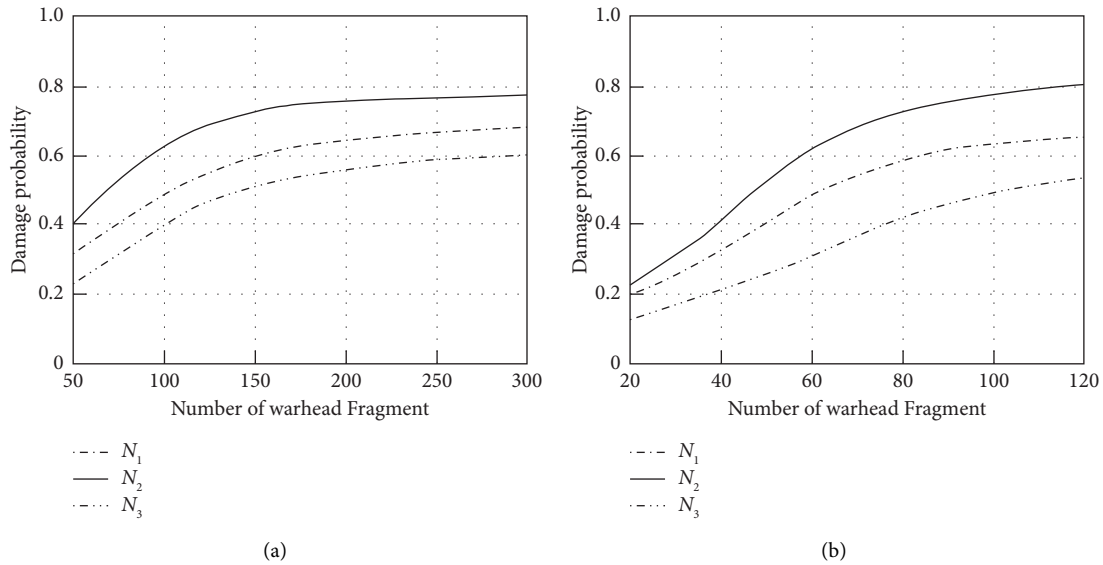 1.0
0.8
0.6
0.4
0.2
0
Damage probability
50 100 150 200 250 300
Number of warhead Fragment
N₁
N₂
N₃
(a)
1.0
0.8
0.6
0.4
0.2
0
Damage probability
20 40 60 80 100 120
Number of warhead Fragment
N₁
N₂
N₃
(b)